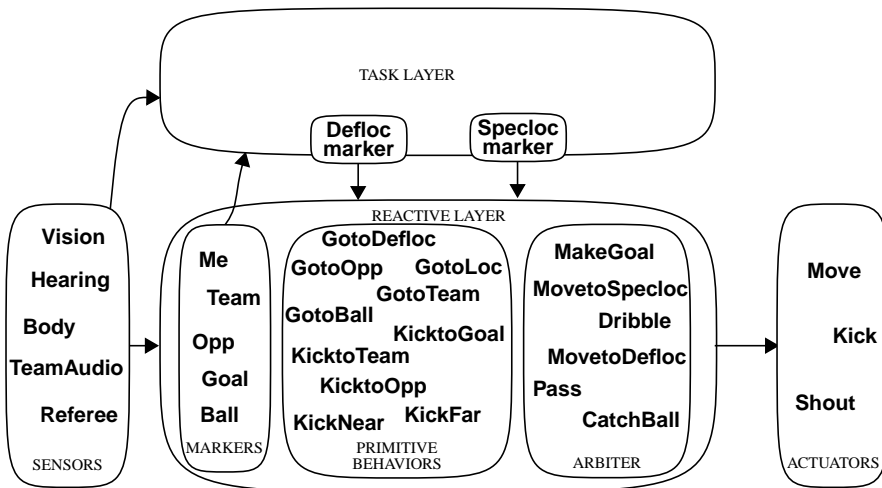 TASK LAYER
Defloc
marker
Specloc
marker
REACTIVE LAYER
Vision
Hearing
Body
TeamAudio
Referee
SENSORS
Me
Team
Opp
Goal
Ball
MARKERS
GotoDefloc
GotoOpp
GotoLoc
GotoTeam
GotoBall
KicktoGoal
KicktoTeam
KicktoOpp
KickNear
KickFar
PRIMITIVE
BEHAVIORS
MakeGoal
MovetoSpecloc
Dribble
MovetoDefloc
Pass
CatchBall
ARBITER
Move
Kick
Shout
ACTUATORS